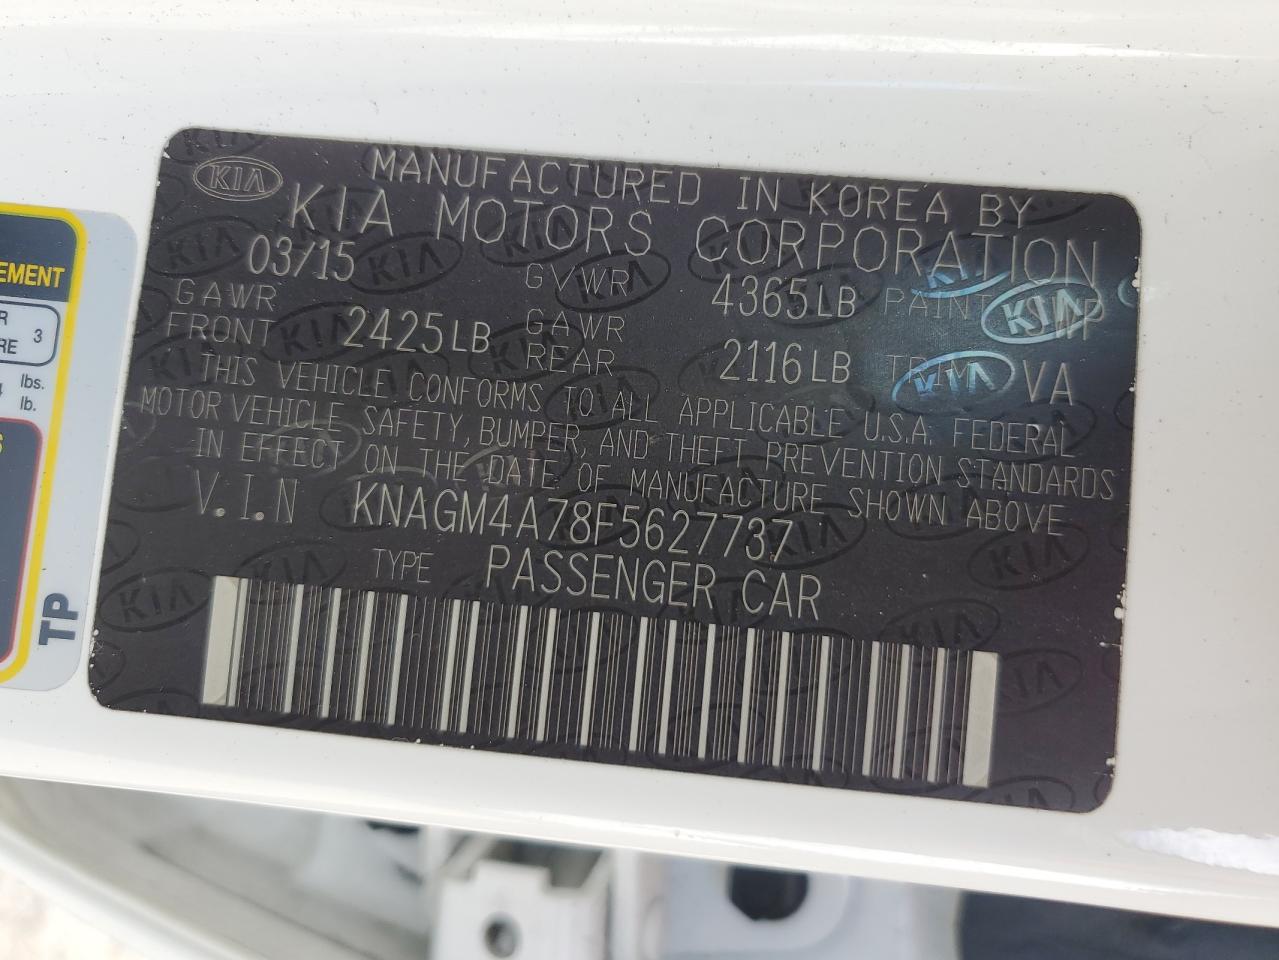 KIA MANUFACTURED IN KOREA BY
KIA MOTORS CORPORATION
03/15 GVWR 4365LB PAINT
GAWR FRONT 2425LB GAWR REAR 2116LB TRIM VA
THIS VEHICLE CONFORMS TO ALL APPLICABLE U.S.A. FEDERAL
MOTOR VEHICLE SAFETY, BUMPER, AND THEFT PREVENTION STANDARDS
IN EFFECT ON THE DATE OF MANUFACTURE SHOWN ABOVE
V.I.N KNAGM4A78F5627737
TYPE PASSENGER CAR
EMENT
R
RE 3
4 lbs.
lb.
S
TP